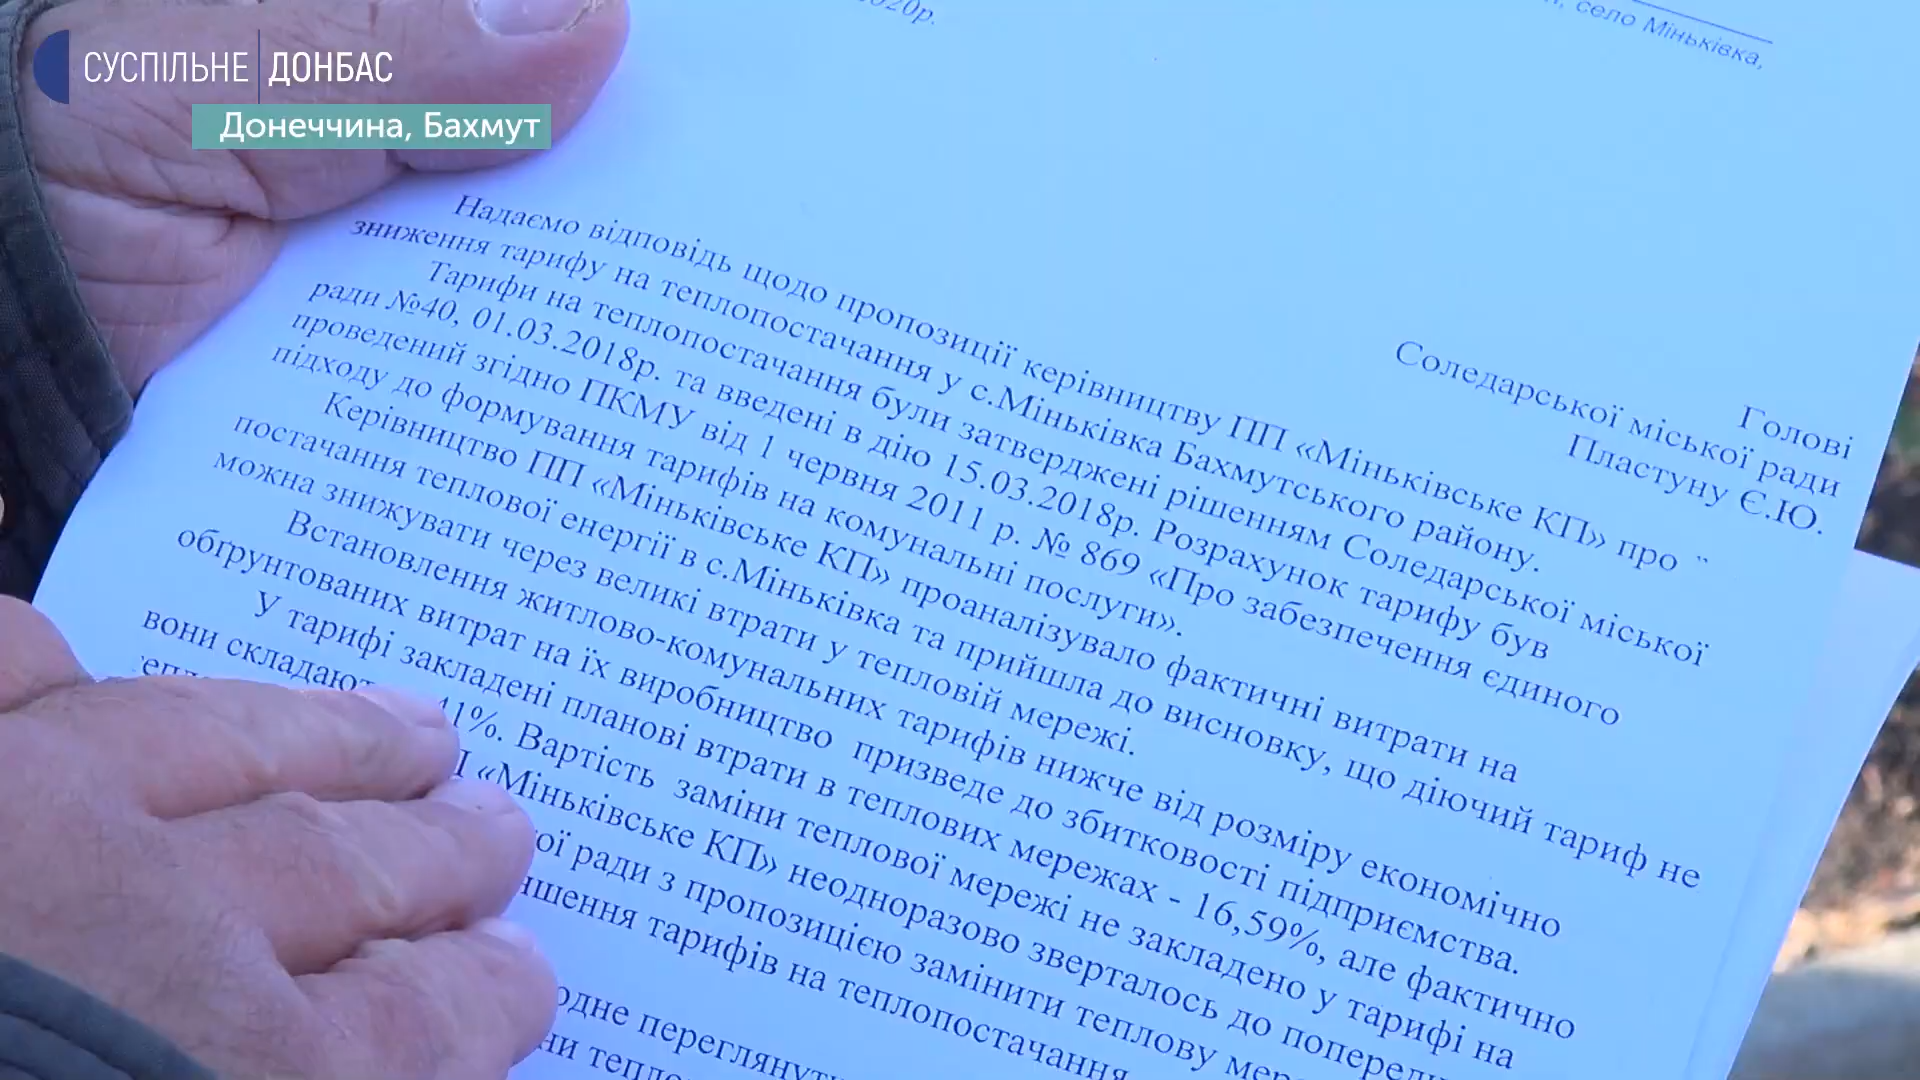 СУСПІЛЬНЕ ДОНБАС
Донеччина, Бахмут
2020р.
село Міньківка,
Голові
Соледарської міської ради
Пластуну Є.Ю.
Надаємо відповідь щодо пропозиції керівництву ПП «Міньківське КП» про
зниження тарифу на теплопостачання у с.Міньківка Бахмутського району.
Тарифи на теплопостачання були затверджені рішенням Соледарської міської
ради №40, 01.03.2018р. та введені в дію 15.03.2018р. Розрахунок тарифу був
проведений згідно ПКМУ від 1 червня 2011 р. № 869 «Про забезпечення єдиного
підходу до формування тарифів на комунальні послуги».
Керівництво ПП «Міньківське КП» проаналізувало фактичні витрати на
постачання теплової енергії в с.Міньківка та прийшла до висновку, що діючий тариф не
можна знижувати через великі втрати у тепловій мережі.
Встановлення житлово-комунальних тарифів нижче від розміру економічно
обґрунтованих витрат на їх виробництво призведе до збитковості підприємства.
У тарифі закладені планові втрати в теплових мережах - 16,59%, але фактично
вони складают 41%. Вартість заміни теплової мережі не закладено у тарифі на
«Міньківське КП» неодноразово зверталось до
ради з пропозицією замінити теплову
тарифів на теплопостачання